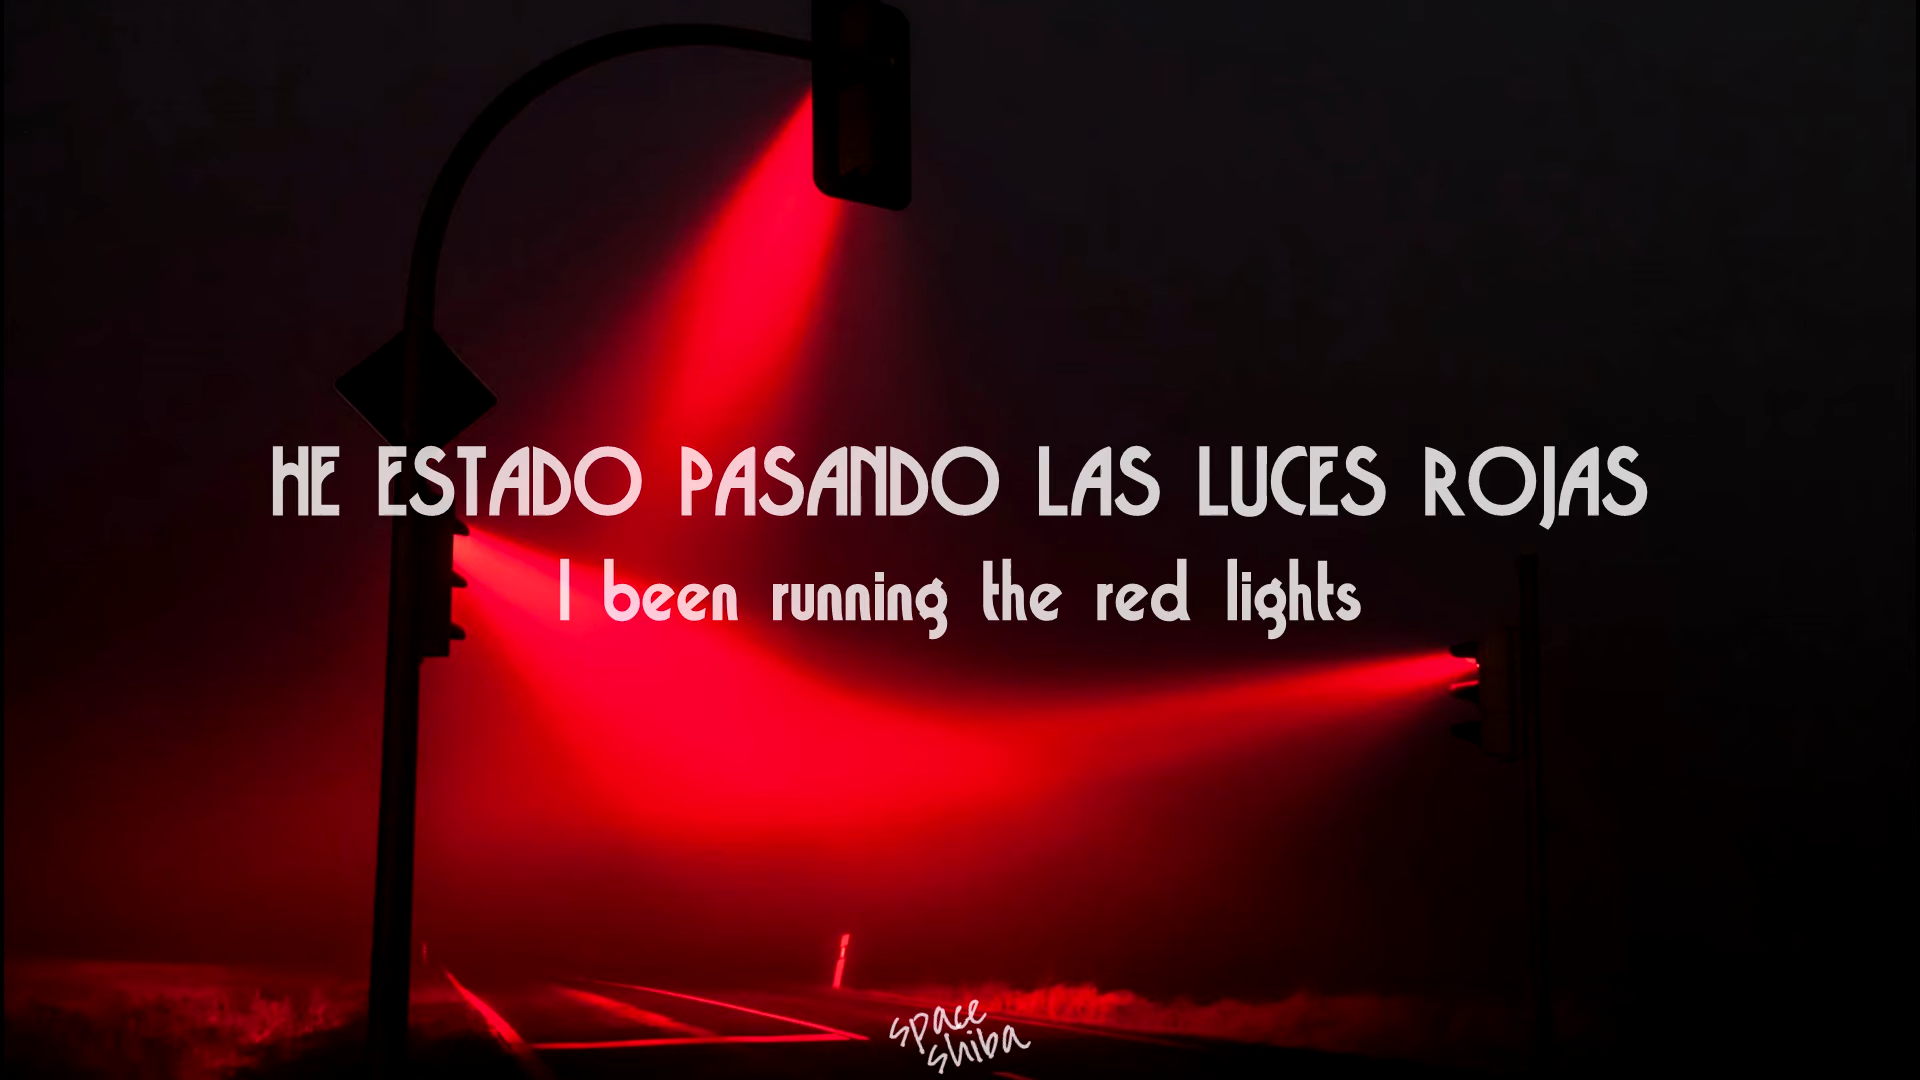 HE ESTADO PASANDO LAS LUCES ROJAS
I been running the red lights
space
shiba